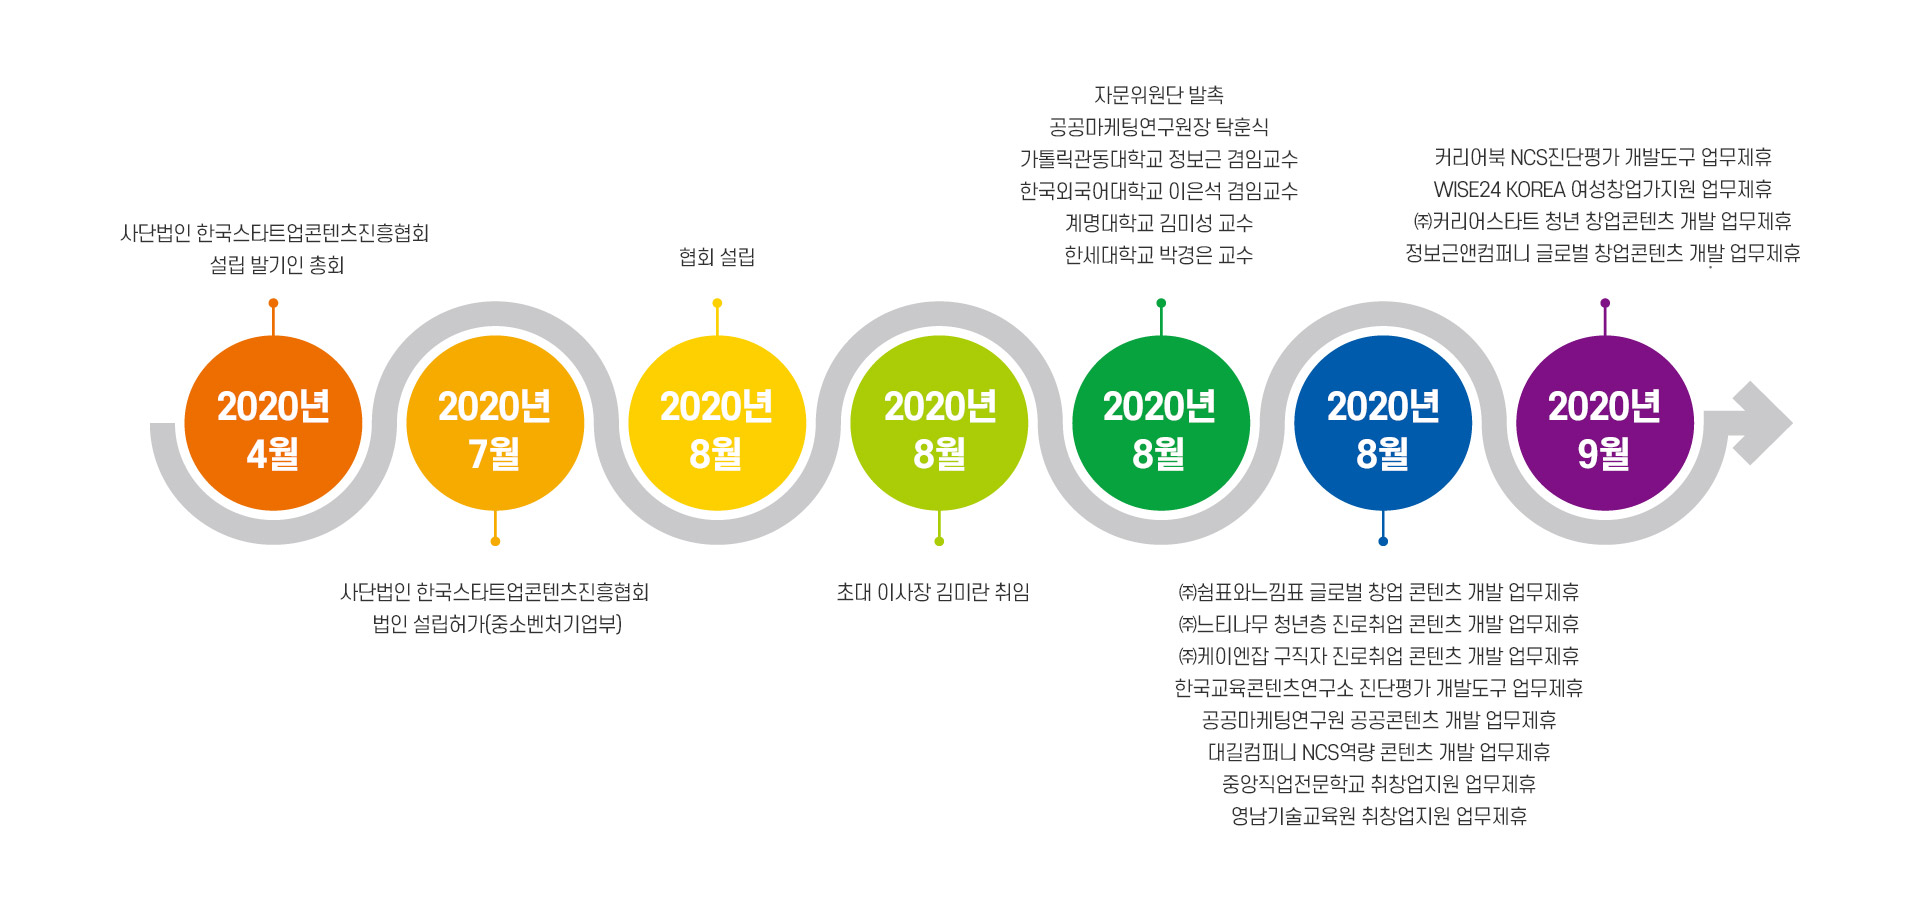 사단법인 한국스타트업콘텐츠진흥협회
설립 발기인 총회
2020년
4월
2020년
7월
사단법인 한국스타트업콘텐츠진흥협회
법인 설립허가(중소벤처기업부)
협회 설립
2020년
8월
2020년
8월
초대 이사장 김미란 취임
자문위원단 발촉
공공마케팅연구원장 탁훈식
가톨릭관동대학교 정보근 겸임교수
한국외국어대학교 이은석 겸임교수
계명대학교 김미성 교수
한세대학교 박경은 교수
2020년
8월
2020년
8월
㈜쉼표와느낌표 글로벌 창업 콘텐츠 개발 업무제휴
㈜느티나무 청년층 진로취업 콘텐츠 개발 업무제휴
㈜케이엔잡 구직자 진로취업 콘텐츠 개발 업무제휴
한국교육콘텐츠연구소 진단평가 개발도구 업무제휴
공공마케팅연구원 공공콘텐츠 개발 업무제휴
대길컴퍼니 NCS역량 콘텐츠 개발 업무제휴
중앙직업전문학교 취창업지원 업무제휴
영남기술교육원 취창업지원 업무제휴
커리어북 NCS진단평가 개발도구 업무제휴
WISE24 KOREA 여성창업가지원 업무제휴
㈜커리어스타트 청년 창업콘텐츠 개발 업무제휴
정보근앤컴퍼니 글로벌 창업콘텐츠 개발 업무제휴
2020년
9월